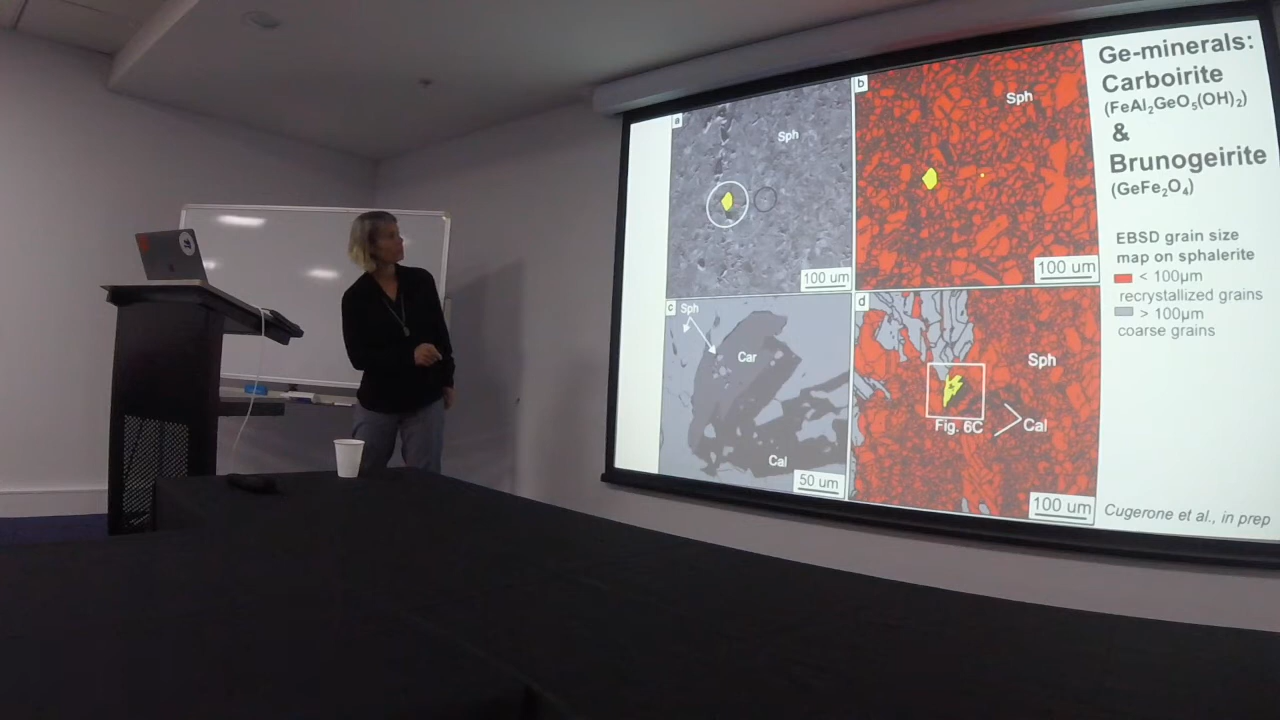 a
Sph
100 um
b
Sph
100 um
c
Sph
Car
Cal
50 um
d
Sph
Fig. 6C
Cal
100 um
Ge-minerals:
Carboirite
(FeAl₂GeO₅(OH)₂)
&
Brunogeirite
(GeFe₂O₄)
EBSD grain size
map on sphalerite
< 100µm
recrystallized grains
> 100µm
coarse grains
Cugerone et al., in prep